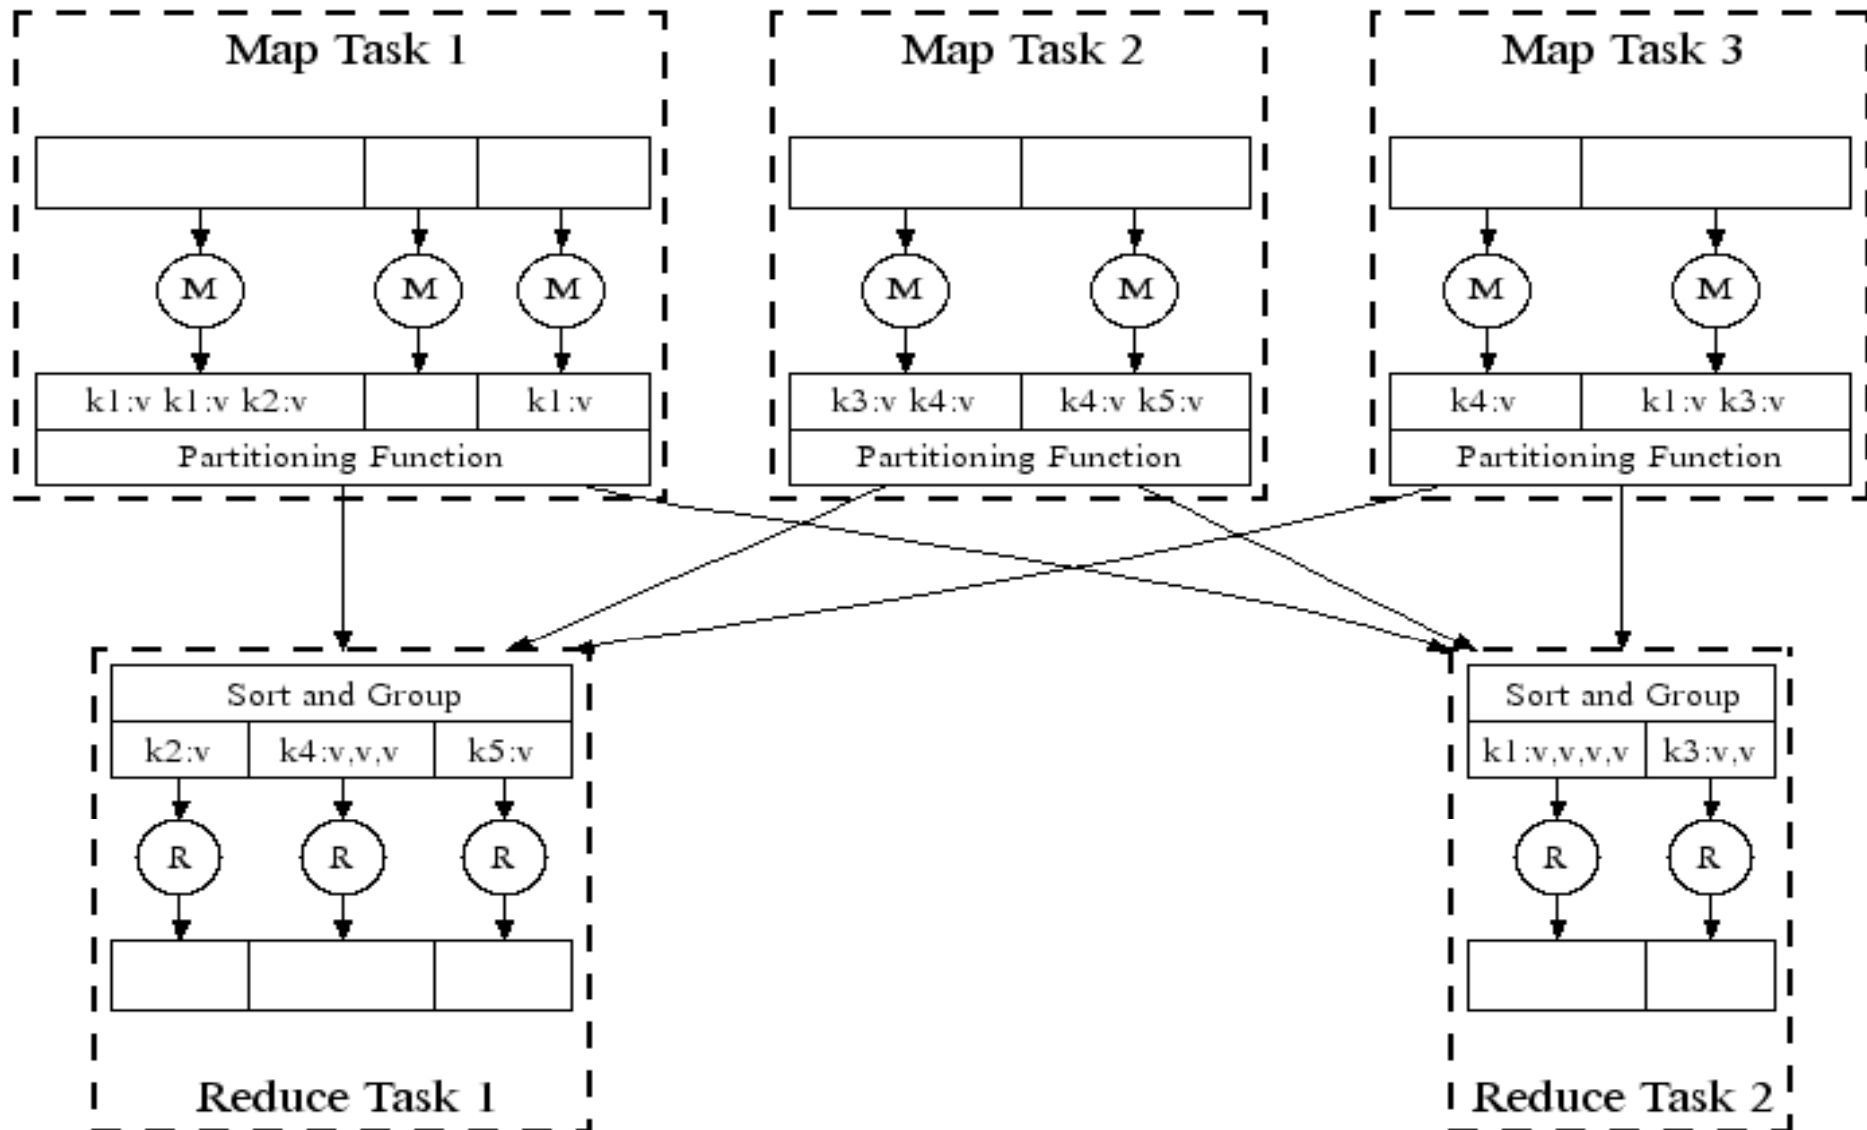 Map Task 1
Map Task 2
Map Task 3
M M M
M M
M M
k1:v k1:v k2:v
k1:v
k3:v k4:v
k4:v k5:v
k4:v
k1:v k3:v
Partitioning Function
Partitioning Function
Partitioning Function
Sort and Group
k2:v
k4:v,v,v
k5:v
R R R
Reduce Task 1
Sort and Group
k1:v,v,v,v
k3:v,v
R R
Reduce Task 2